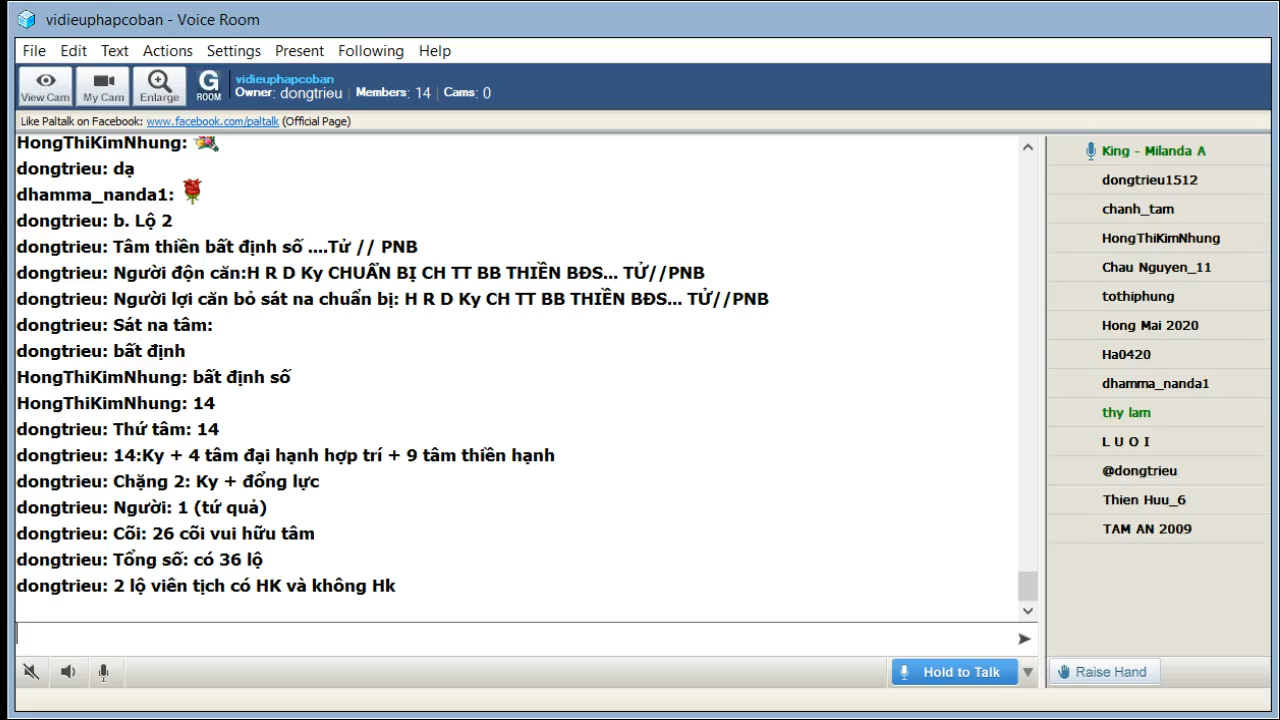 vidieuphapcoban - Voice Room
File Edit Text Actions Settings Present Following Help
View Cam My Cam Enlarge G ROOM vidieuphapcoban
Owner: dongtrieu | Members: 14 | Cams: 0
Like Paltalk on Facebook: www.facebook.com/paltalk (Official Page)
HongThiKimNhung:
dongtrieu: dạ
dhamma_nanda1:
dongtrieu: b. Lộ 2
dongtrieu: Tâm thiền bất định số ....Tử // PNB
dongtrieu: Người độn căn:H R D Ky CHUẨN BỊ CH TT BB THIỀN BĐS... TỬ//PNB
dongtrieu: Người lợi căn bỏ sát na chuẩn bị: H R D Ky CH TT BB THIỀN BĐS... TỬ//PNB
dongtrieu: Sát na tâm:
dongtrieu: bất định
HongThiKimNhung: bất định số
HongThiKimNhung: 14
dongtrieu: Thứ tâm: 14
dongtrieu: 14:Ky + 4 tâm đại hạnh hợp trí + 9 tâm thiền hạnh
dongtrieu: Chặng 2: Ky + đổng lực
dongtrieu: Người: 1 (tứ quả)
dongtrieu: Cõi: 26 cõi vui hữu tâm
dongtrieu: Tổng số: có 36 lộ
dongtrieu: 2 lộ viên tịch có HK và không Hk
King - Milanda A
dongtrieu1512
chanh_tam
HongThiKimNhung
Chau Nguyen_11
tothiphung
Hong Mai 2020
Ha0420
dhamma_nanda1
thy lam
L U O I
@dongtrieu
Thien Huu_6
TAM AN 2009
Hold to Talk
Raise Hand